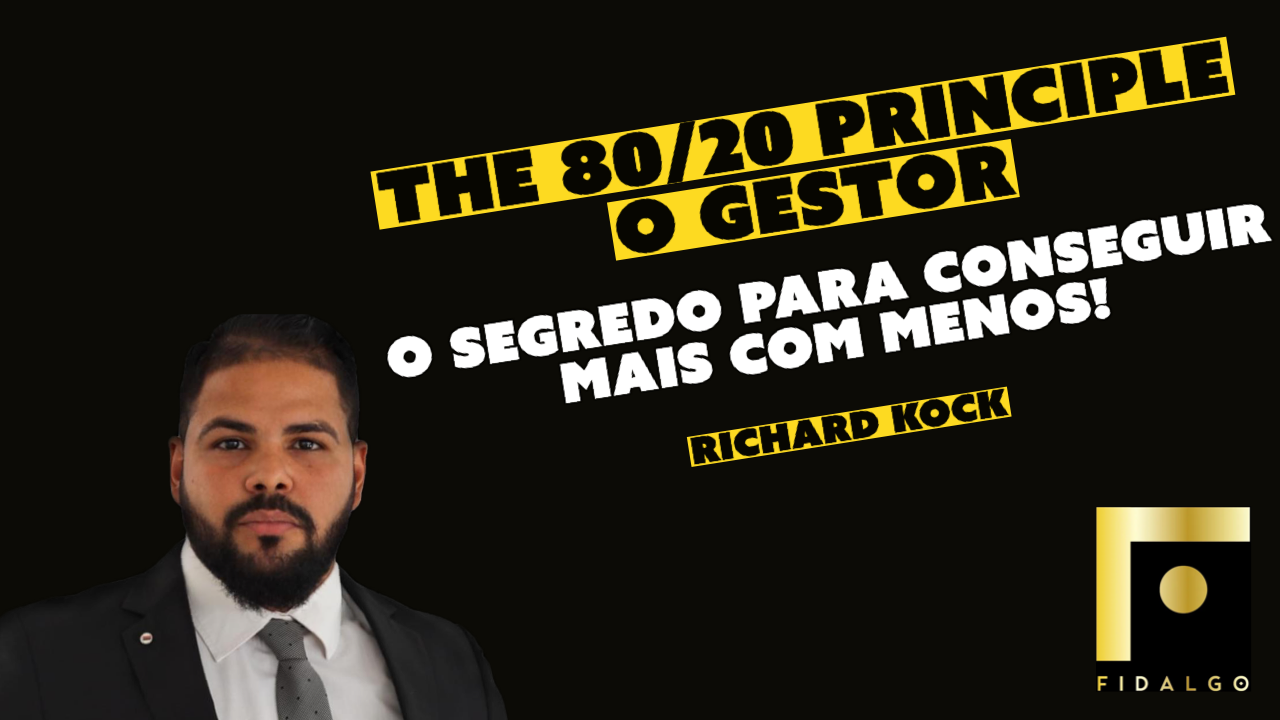 THE 80/20 PRINCIPLE
O GESTOR
O SEGREDO PARA CONSEGUIR
MAIS COM MENOS!
RICHARD KOCK
FIDALGO